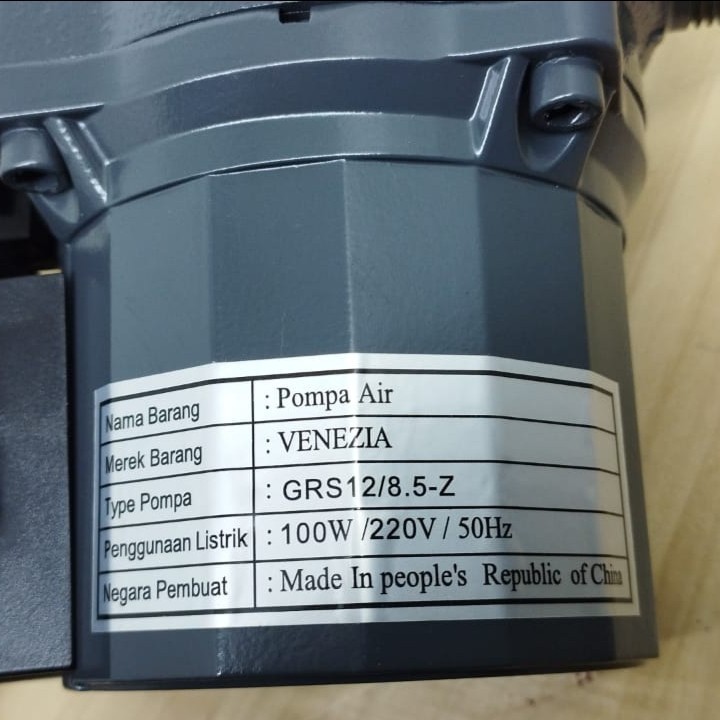 Nama Barang : Pompa Air
Merek Barang : VENEZIA
Type Pompa : GRS12/8.5-Z
Penggunaan Listrik : 100W /220V / 50Hz
Negara Pembuat : Made In people's Republic of China